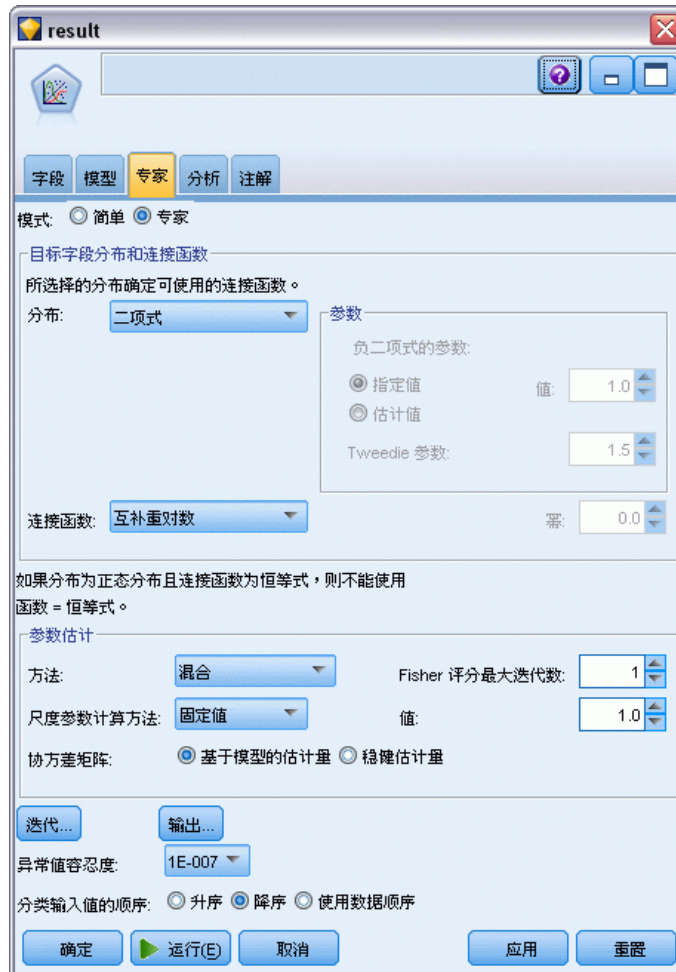 result
字段 模型 专家 分析 注解
模式: 简单 专家
目标字段分布和连接函数
所选择的分布确定可使用的连接函数。
分布: 二项式
参数
负二项式的参数:
指定值 值: 1.0
估计值
Tweedie 参数: 1.5
连接函数: 互补重对数 幂: 0.0
如果分布为正态分布且连接函数为恒等式，则不能使用
函数 = 恒等式。
参数估计
方法: 混合 Fisher 评分最大迭代数: 1
尺度参数计算方法: 固定值 值: 1.0
协方差矩阵: 基于模型的估计量 稳健估计量
迭代... 输出...
异常值容忍度: 1E-007
分类输入值的顺序: 升序 降序 使用数据顺序
确定 运行(E) 取消 应用 重置